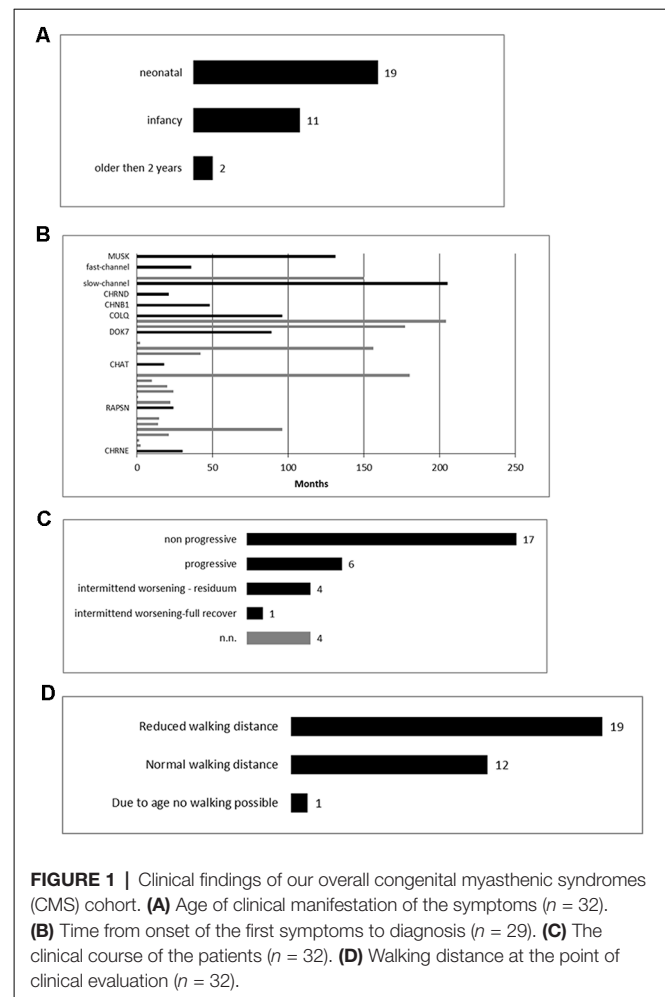 A
neonatal 19
infancy 11
older then 2 years 2
B
MUSK
fast-channel
slow-channel
CHRND
CHNB1
COLQ
DOK7
CHAT
RAPSN
CHRNE
0 50 100 150 200 250
Months
C
non progressive 17
progressive 6
intermittend worsening - residuum 4
intermittend worsening-full recover 1
n.n. 4
D
Reduced walking distance 19
Normal walking distance 12
Due to age no walking possible 1
FIGURE 1 | Clinical findings of our overall congenital myasthenic syndromes
(CMS) cohort. (A) Age of clinical manifestation of the symptoms (n = 32).
(B) Time from onset of the first symptoms to diagnosis (n = 29). (C) The
clinical course of the patients (n = 32). (D) Walking distance at the point of
clinical evaluation (n = 32).